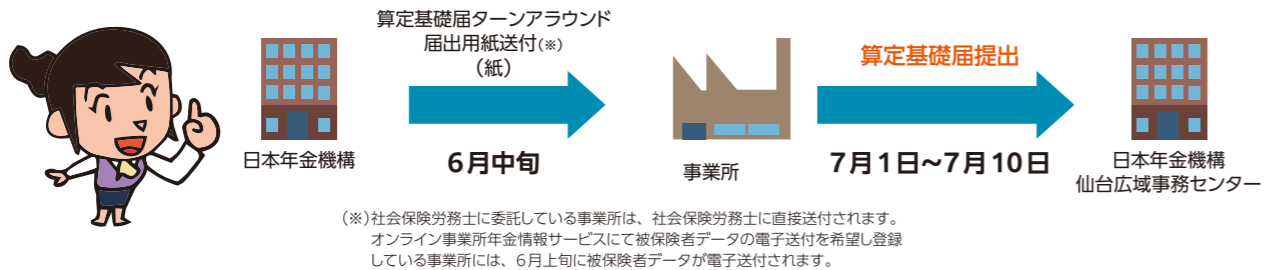 算定基礎届ターンアラウンド
届出用紙送付(※)
(紙)
算定基礎届提出
日本年金機構
6月中旬
事業所
7月1日～7月10日
日本年金機構
仙台広域事務センター
(※)社会保険労務士に委託している事業所は、社会保険労務士に直接送付されます。
オンライン事業所年金情報サービスにて被保険者データの電子送付を希望し登録
している事業所には、6月上旬に被保険者データが電子送付されます。